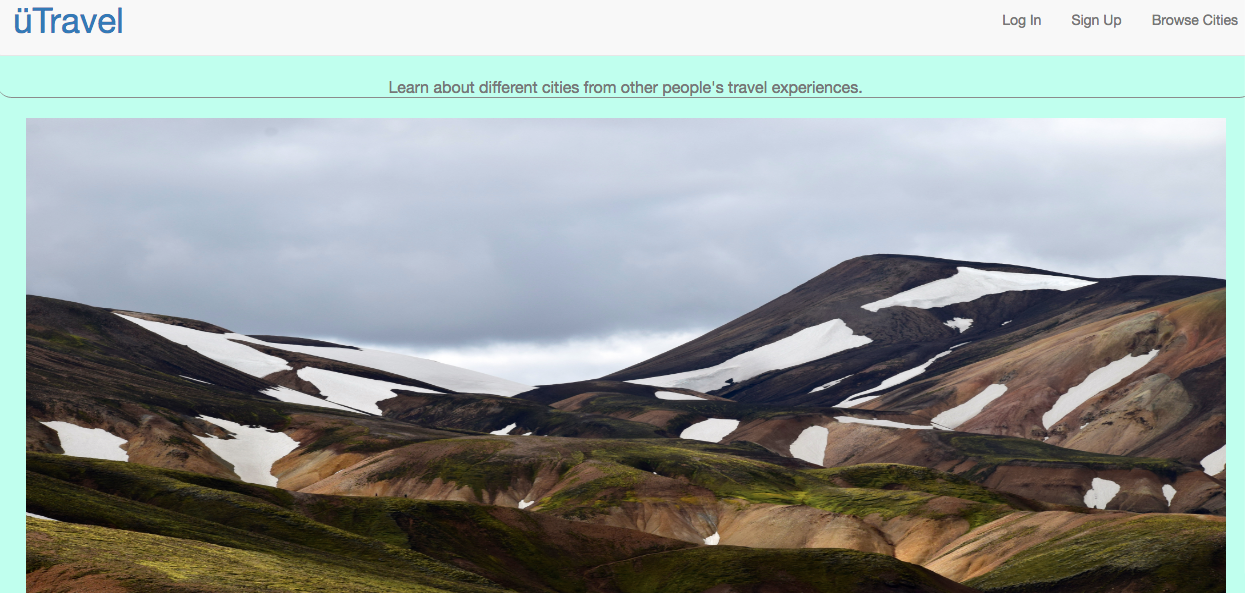 üTravel
Log In Sign Up Browse Cities
Learn about different cities from other people's travel experiences.